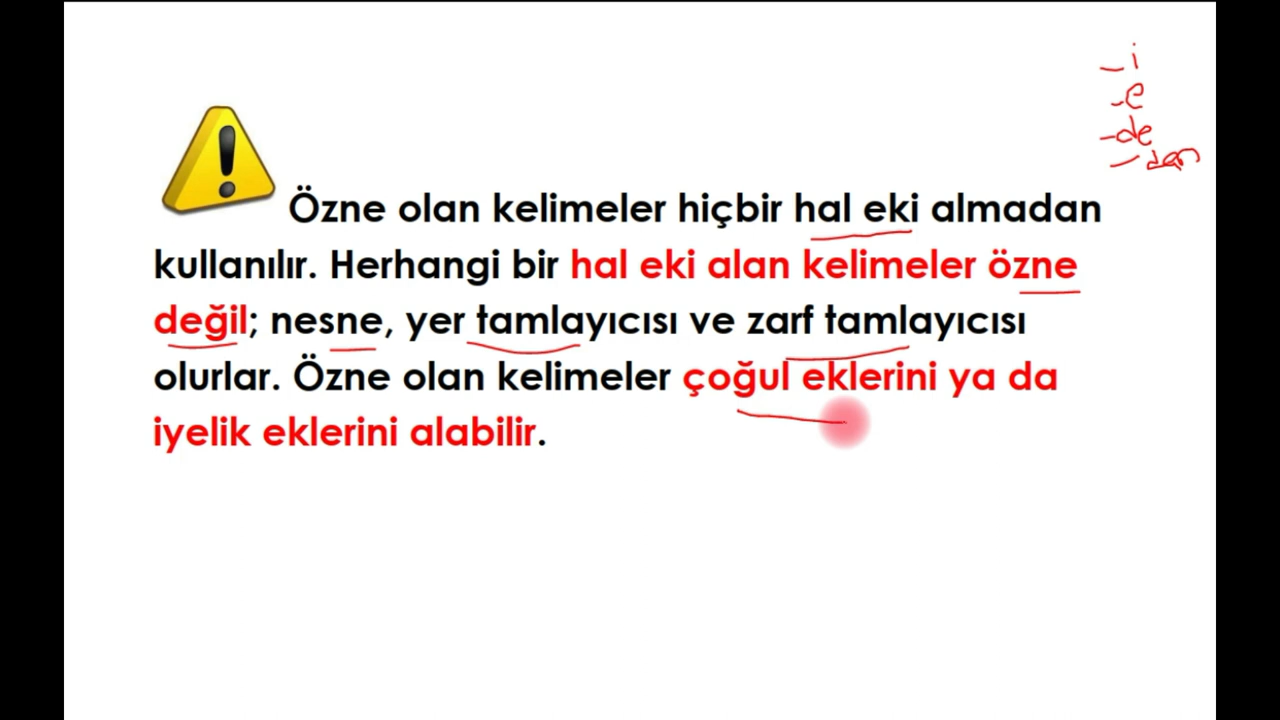 -i
-e
-de
-den
Özne olan kelimeler hiçbir hal eki almadan
kullanılır. Herhangi bir hal eki alan kelimeler özne
değil; nesne, yer tamlayıcısı ve zarf tamlayıcısı
olurlar. Özne olan kelimeler çoğul eklerini ya da
iyelik eklerini alabilir.